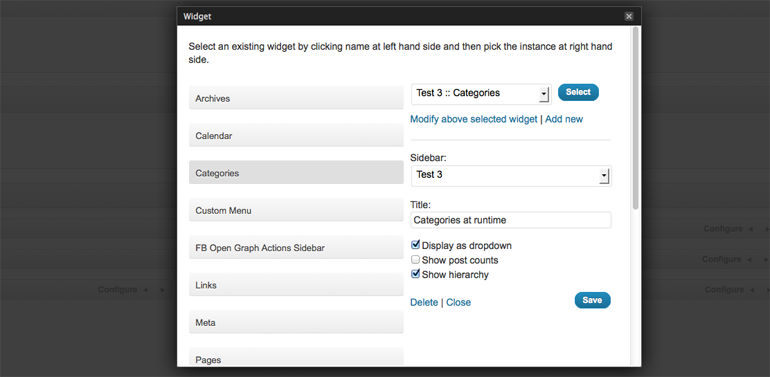 Widget
Select an existing widget by clicking name at left hand side and then pick the instance at right hand
side.
Archives
Calendar
Categories
Custom Menu
FB Open Graph Actions Sidebar
Links
Meta
Pages
Test 3 :: Categories
Select
Modify above selected widget | Add new
Sidebar:
Test 3
Title:
Categories at runtime
Display as dropdown
Show post counts
Show hierarchy
Delete | Close
Save
Configure
Configure
Configure
Configure